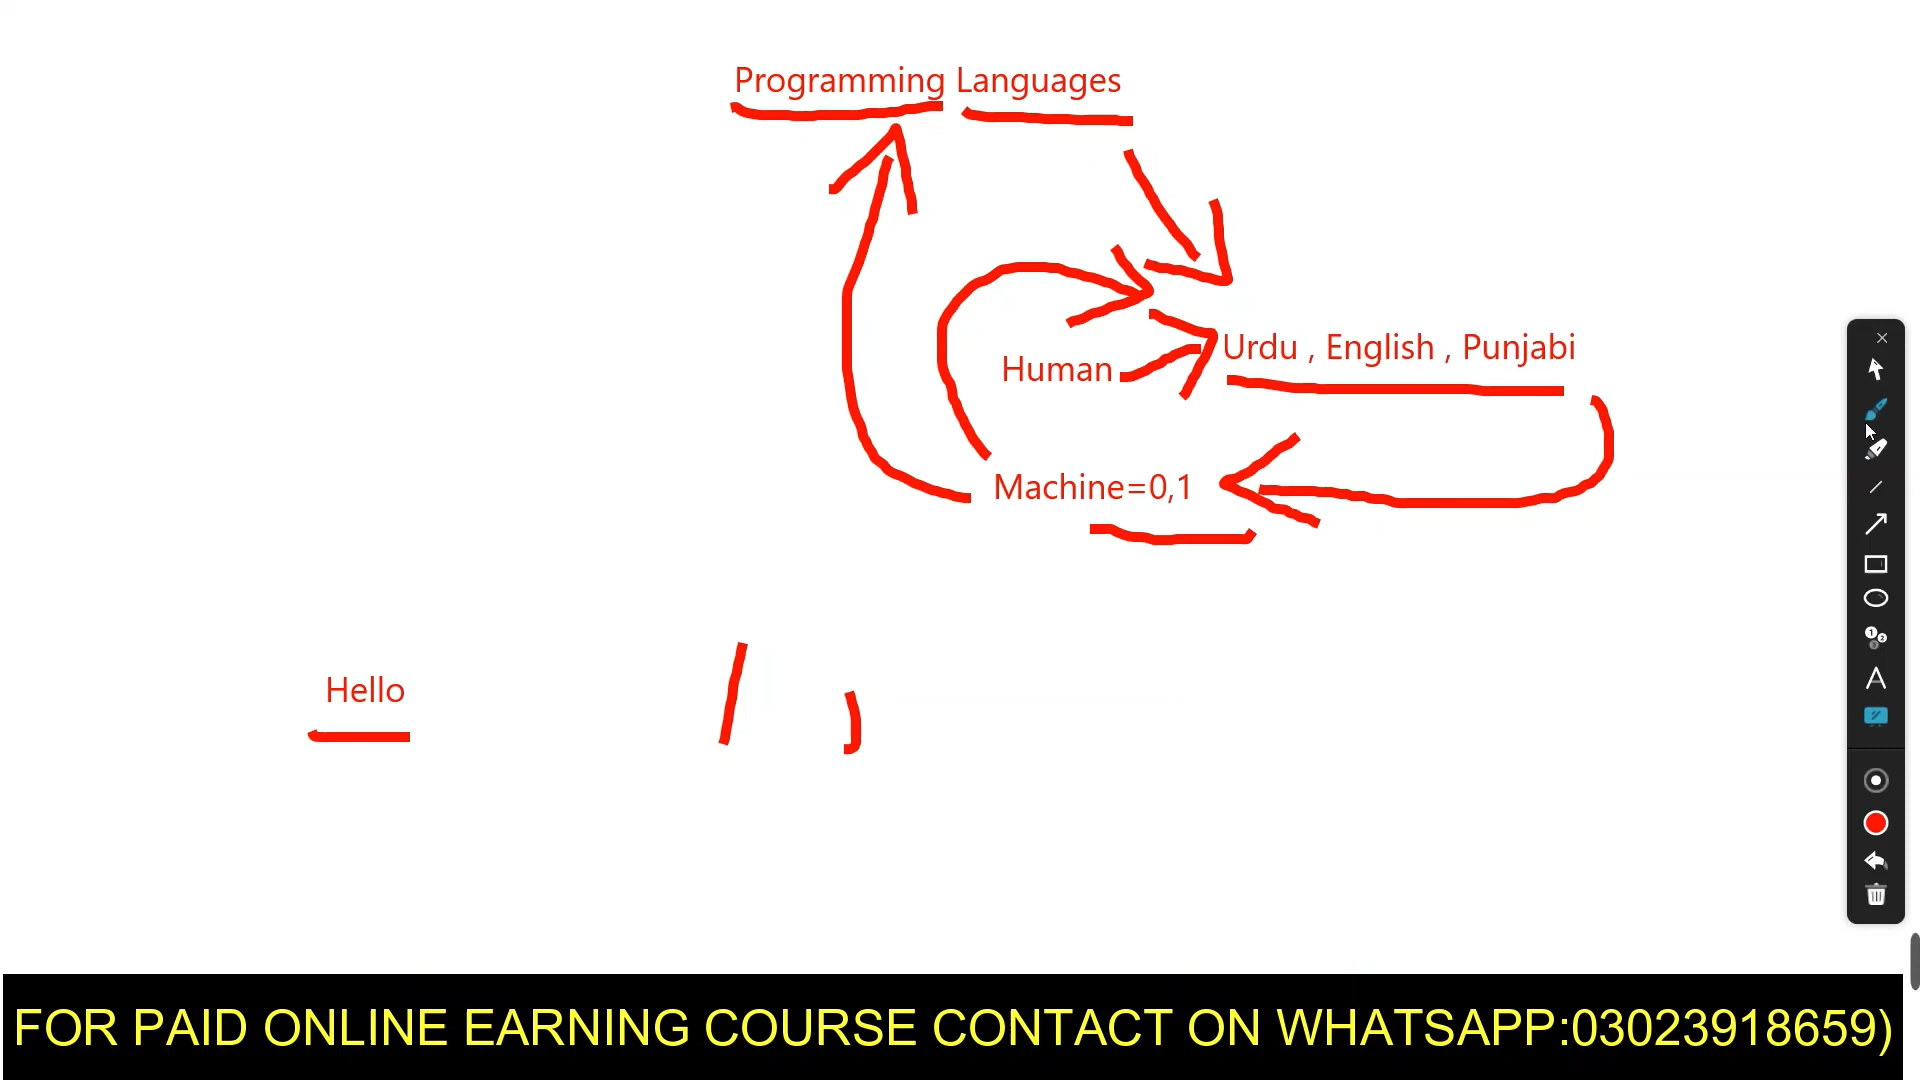 Programming Languages
Urdu , English , Punjabi
Human
Machine=0,1
Hello
FOR PAID ONLINE EARNING COURSE CONTACT ON WHATSAPP:03023918659)